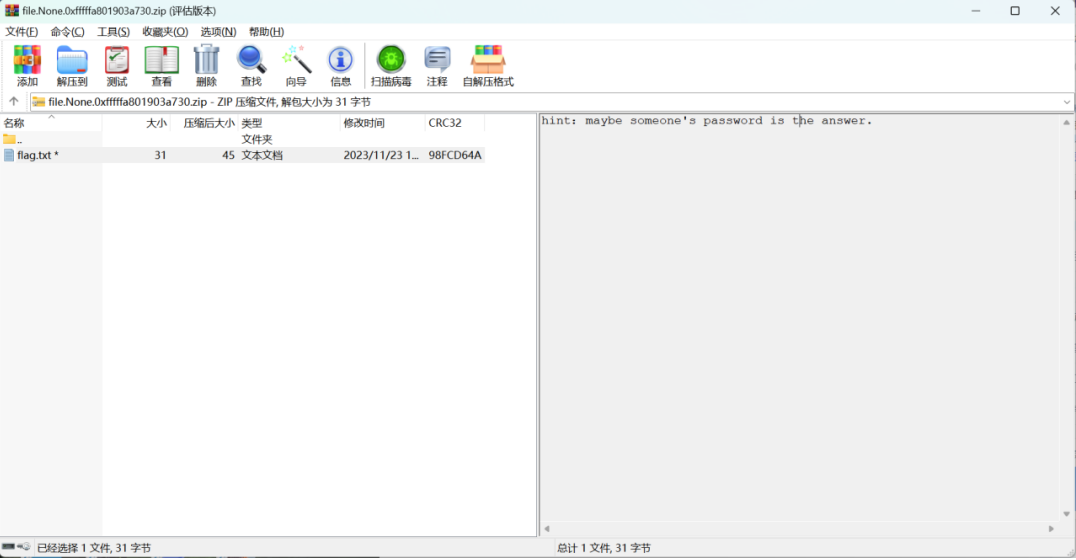 file.None.0xfffffa801903a730.zip (评估版本)
文件(F) 命令(C) 工具(S) 收藏夹(O) 选项(N) 帮助(H)
添加 解压到 测试 查看 删除 查找 向导 信息 扫描病毒 注释 自解压格式
file.None.0xfffffa801903a730.zip - ZIP 压缩文件, 解包大小为 31 字节
名称 大小 压缩后大小 类型 修改时间 CRC32
.. 文件夹
flag.txt * 31 45 文本文档 2023/11/23 1... 98FCD64A
hint: maybe someone's password is the answer.
已经选择 1 文件, 31 字节
总计 1 文件, 31 字节